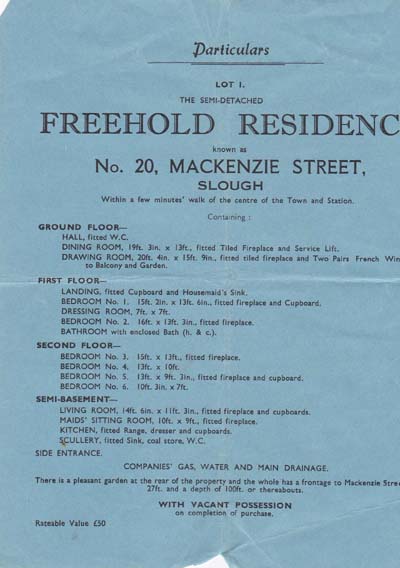 Particulars
LOT 1.
THE SEMI-DETACHED
FREEHOLD RESIDENC
known as
No. 20, MACKENZIE STREET,
SLOUGH
Within a few minutes' walk of the centre of the Town and Station.
Containing :
GROUND FLOOR—
HALL, fitted W.C.
DINING ROOM, 19ft. 3in. x 13ft., fitted Tiled Fireplace and Service Lift.
DRAWING ROOM, 20ft. 4in. x 15ft. 9in., fitted tiled fireplace and Two Pairs French Win
to Balcony and Garden.
FIRST FLOOR—
LANDING, fitted Cupboard and Housemaid's Sink.
BEDROOM No. 1. 15ft. 2in. x 13ft. 6in., fitted fireplace and Cupboard.
DRESSING ROOM, 7ft. x 7ft.
BEDROOM No. 2. 16ft. x 13ft. 3in., fitted fireplace.
BATHROOM with enclosed Bath (h. & c.).
SECOND FLOOR—
BEDROOM No. 3. 15ft. x 13ft., fitted fireplace.
BEDROOM No. 4. 13ft. x 10ft.
BEDROOM No. 5. 13ft. x 9ft. 3in., fitted fireplace and cupboard.
BEDROOM No. 6. 10ft. 3in. x 7ft.
SEMI-BASEMENT—
LIVING ROOM, 14ft. 6in. x 11ft. 3in., fitted fireplace and cupboards.
MAIDS' SITTING ROOM, 10ft. x 9ft., fitted fireplace.
KITCHEN, fitted Range, dresser and cupboards.
SCULLERY, fitted Sink, coal store, W.C.
SIDE ENTRANCE.
COMPANIES' GAS, WATER AND MAIN DRAINAGE.
There is a pleasant garden at the rear of the property and the whole has a frontage to Mackenzie Stre
27ft. and a depth of 100ft. or thereabouts.
WITH VACANT POSSESSION
on completion of purchase.
Rateable Value £50